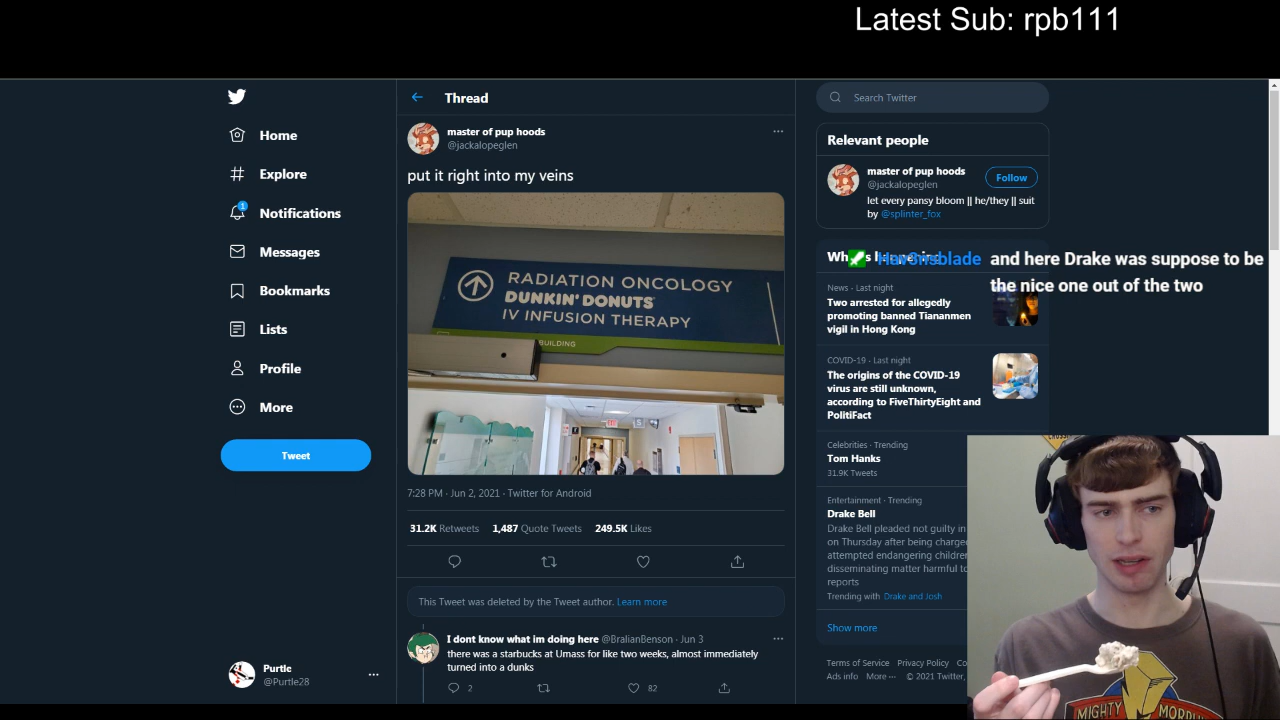 Latest Sub: rpb111
Home
Explore
1
Notifications
Messages
Bookmarks
Lists
Profile
More
Tweet
Purtle
@Purtle28
Thread
master of pup hoods
@jackalopeglen
put it right into my veins
RADIATION ONCOLOGY
DUNKIN' DONUTS
IV INFUSION THERAPY
BUILDING
7:28 PM · Jun 2, 2021 · Twitter for Android
31.2K Retweets 1,487 Quote Tweets 249.5K Likes
This Tweet was deleted by the Tweet author. Learn more
I dont know what im doing here @BralianBenson · Jun 3
there was a starbucks at Umass for like two weeks, almost immediately
turned into a dunks
2
82
Search Twitter
Relevant people
master of pup hoods
@jackalopeglen
Follow
let every pansy bloom || he/they || suit
by @splinter_fox
and here Drake was suppose to be
the nice one out of the two
News · Last night
Two arrested for allegedly
promoting banned Tiananmen
vigil in Hong Kong
COVID-19 · Last night
The origins of the COVID-19
virus are still unknown,
according to FiveThirtyEight and
PolitiFact
Celebrities · Trending
Tom Hanks
31.9K Tweets
Entertainment · Trending
Drake Bell
Drake Bell pleaded not guilty in
on Thursday after being charge
attempted endangering childre
disseminating matter harmful to
reports
Trending with Drake and Josh
Show more
Terms of Service Privacy Policy Co
Ads info More ··· © 2021 Twitter,
MIGHTY MORPH